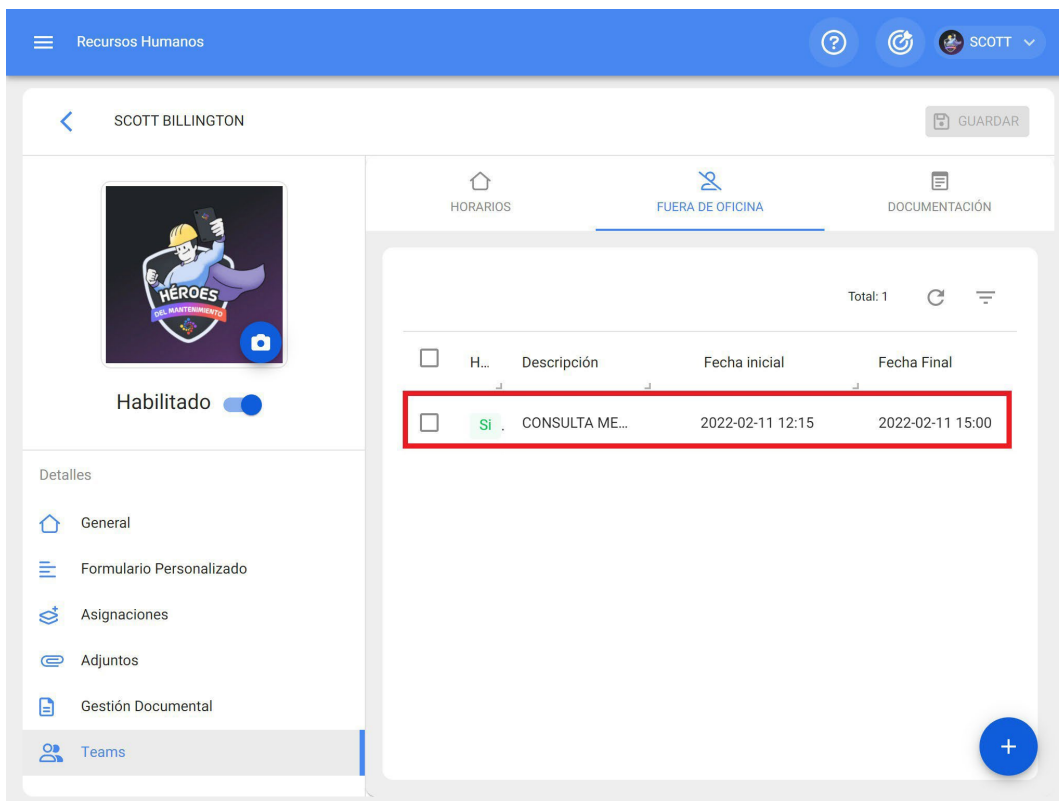 Recursos Humanos
SCOTT
SCOTT BILLINGTON
GUARDAR
HÉROES
DEL MANTENIMIENTO
Habilitado
Detalles
General
Formulario Personalizado
Asignaciones
Adjuntos
Gestión Documental
Teams
HORARIOS
FUERA DE OFICINA
DOCUMENTACIÓN
Total: 1
H... Descripción Fecha inicial Fecha Final
Si . CONSULTA ME... 2022-02-11 12:15 2022-02-11 15:00